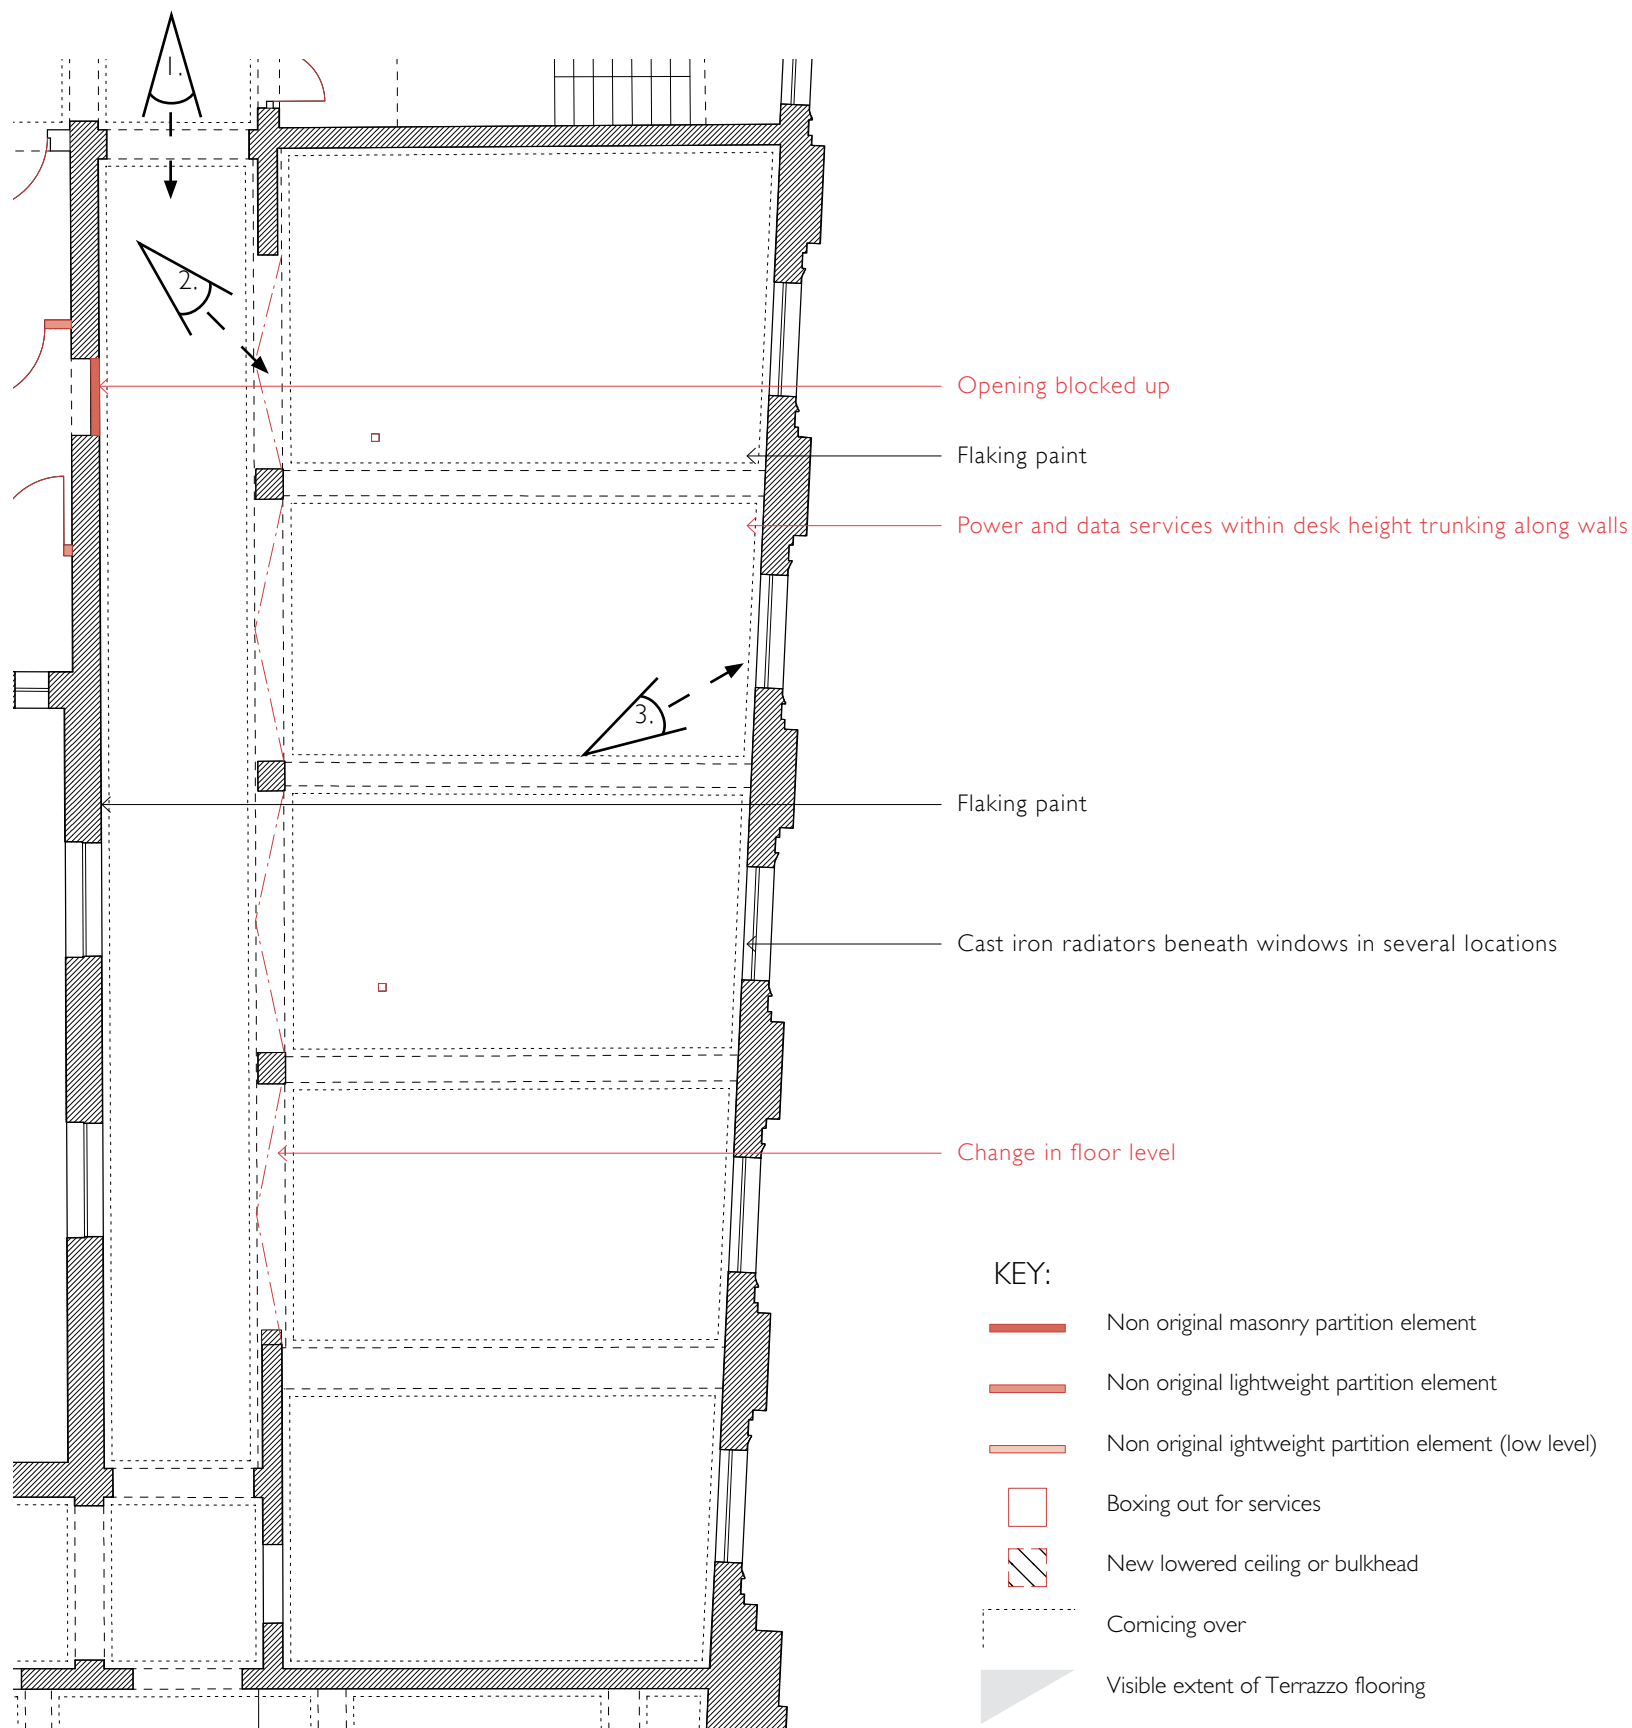 1.
2.
Opening blocked up
Flaking paint
Power and data services within desk height trunking along walls
3.
Flaking paint
Cast iron radiators beneath windows in several locations
Change in floor level
KEY:
Non original masonry partition element
Non original lightweight partition element
Non original ightweight partition element (low level)
Boxing out for services
New lowered ceiling or bulkhead
Cornicing over
Visible extent of Terrazzo flooring